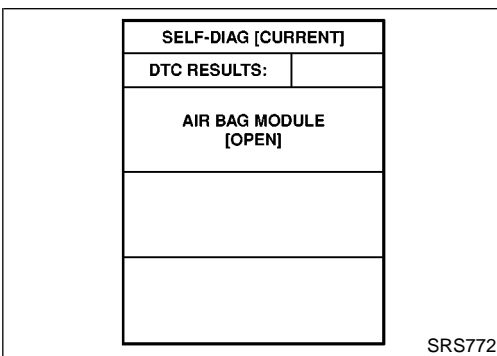 SELF-DIAG [CURRENT]
DTC RESULTS:
AIR BAG MODULE
[OPEN]
SRS772